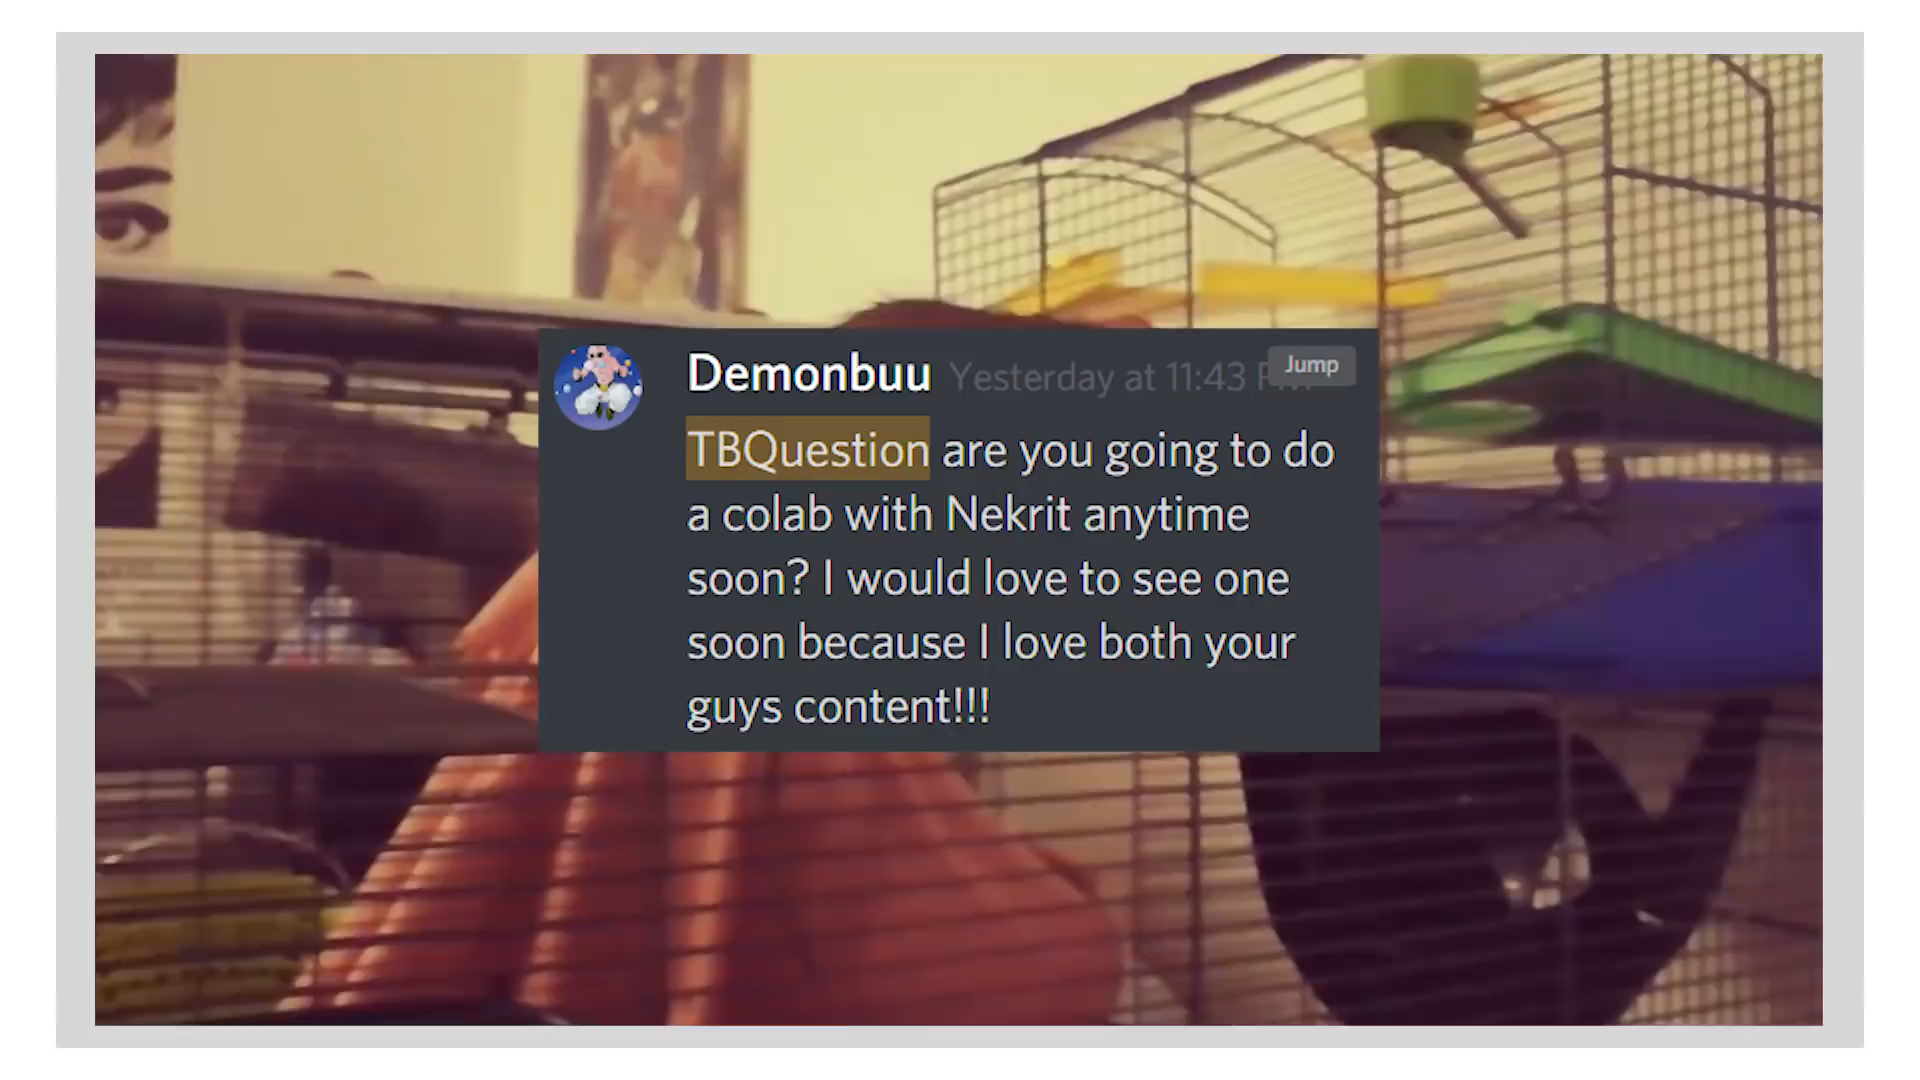 Demonbuu Yesterday at 11:43 Jump
TBQuestion are you going to do
a colab with Nekrit anytime
soon? I would love to see one
soon because I love both your
guys content!!!